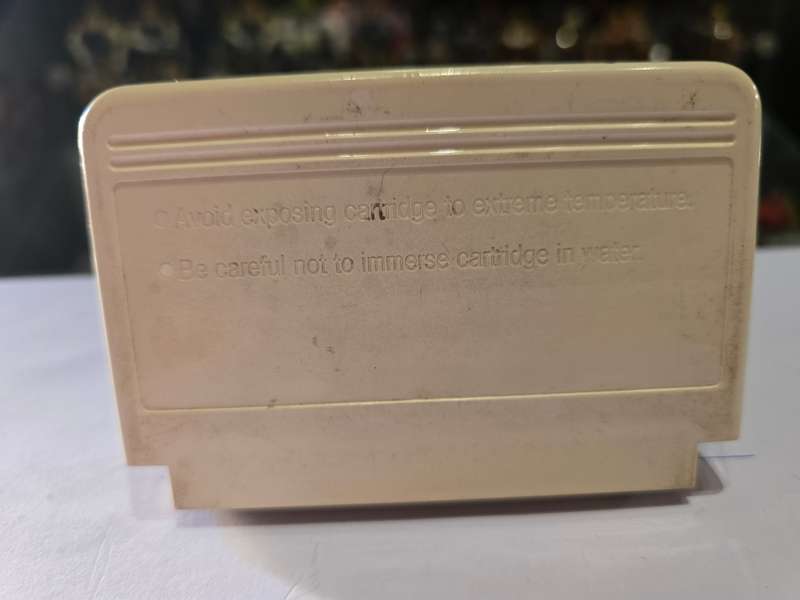 ● Avoid exposing cartridge to extreme temperature.
● Be careful not to immerse cartridge in water.